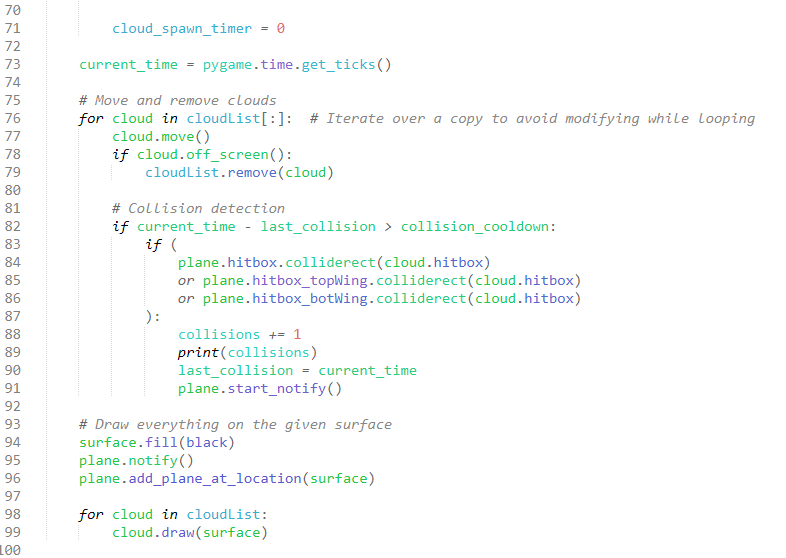 70
71 cloud_spawn_timer = 0
72
73 current_time = pygame.time.get_ticks()
74
75 # Move and remove clouds
76 for cloud in cloudList[:]:  # Iterate over a copy to avoid modifying while looping
77 cloud.move()
78 if cloud.off_screen():
79 cloudList.remove(cloud)
80
81 # Collision detection
82 if current_time - last_collision > collision_cooldown:
83 if (
84 plane.hitbox.colliderect(cloud.hitbox)
85 or plane.hitbox_topWing.colliderect(cloud.hitbox)
86 or plane.hitbox_botWing.colliderect(cloud.hitbox)
87 ):
88 collisions += 1
89 print(collisions)
90 last_collision = current_time
91 plane.start_notify()
92
93 # Draw everything on the given surface
94 surface.fill(black)
95 plane.notify()
96 plane.add_plane_at_location(surface)
97
98 for cloud in cloudList:
99 cloud.draw(surface)
100